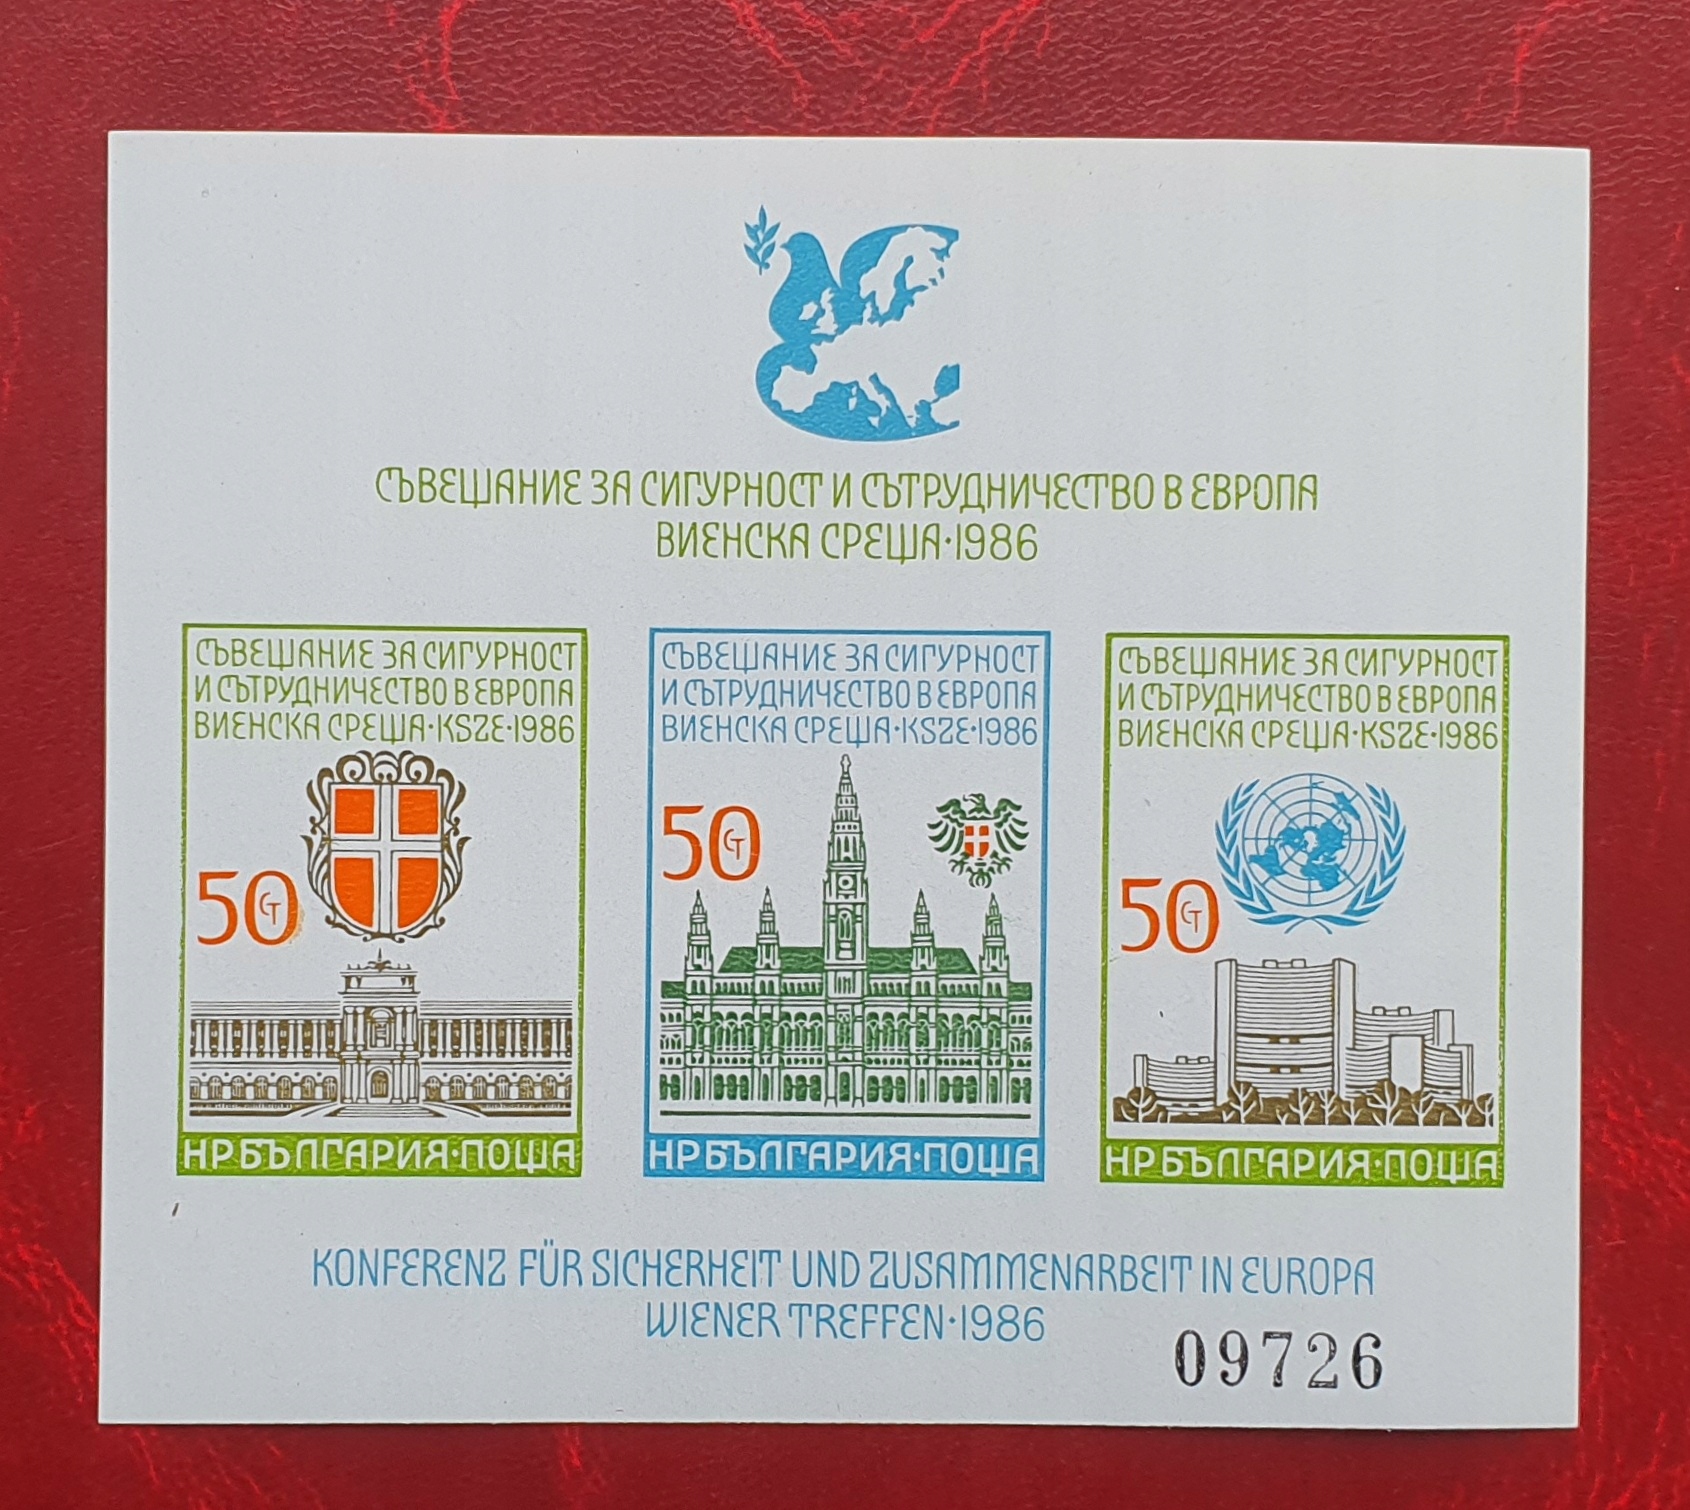 СЪВЕЩАНИЕ ЗА СИГУРНОСТ И СЪТРУДНИЧЕСТВО В ЕВРОПА
ВИЕНСКА СРЕЩА·1986
СЪВЕЩАНИЕ ЗА СИГУРНОСТ
И СЪТРУДНИЧЕСТВО В ЕВРОПА
ВИЕНСКА СРЕЩА·KSZE·1986
50 СТ
НР БЪЛГАРИЯ·ПОЩА
СЪВЕЩАНИЕ ЗА СИГУРНОСТ
И СЪТРУДНИЧЕСТВО В ЕВРОПА
ВИЕНСКА СРЕЩА·KSZE·1986
50 СТ
НР БЪЛГАРИЯ·ПОЩА
СЪВЕЩАНИЕ ЗА СИГУРНОСТ
И СЪТРУДНИЧЕСТВО В ЕВРОПА
ВИЕНСКА СРЕЩА·KSZE·1986
50 СТ
НР БЪЛГАРИЯ·ПОЩА
KONFERENZ FÜR SICHERHEIT UND ZUSAMMENARBEIT IN EUROPA
WIENER TREFFEN·1986
09726